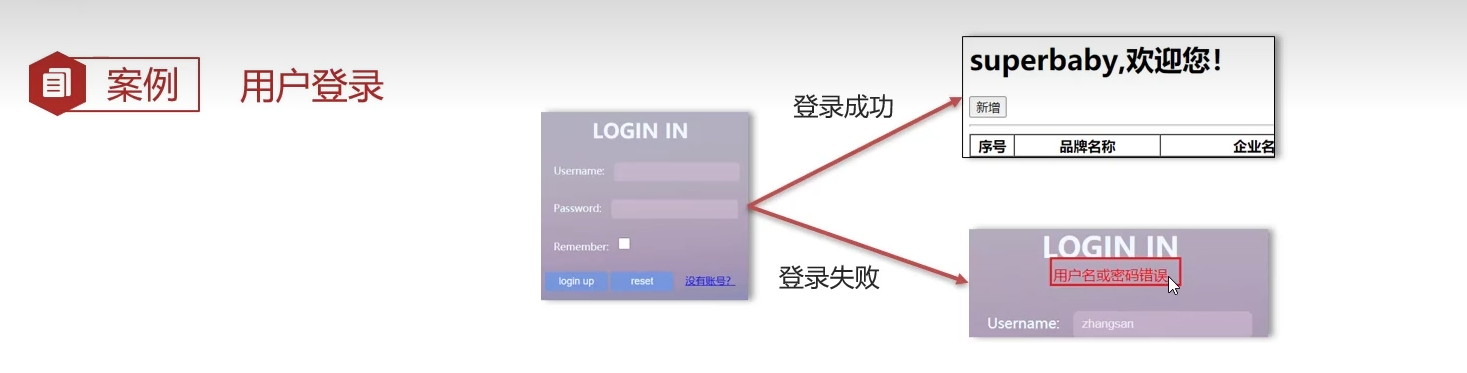 案例
用户登录
LOGIN IN
Username:
Password:
Remember:
login up
reset
没有账号？
登录成功
superbaby,欢迎您！
新增
序号
品牌名称
企业名
登录失败
LOGIN IN
用户名或密码错误
Username:
zhangsan